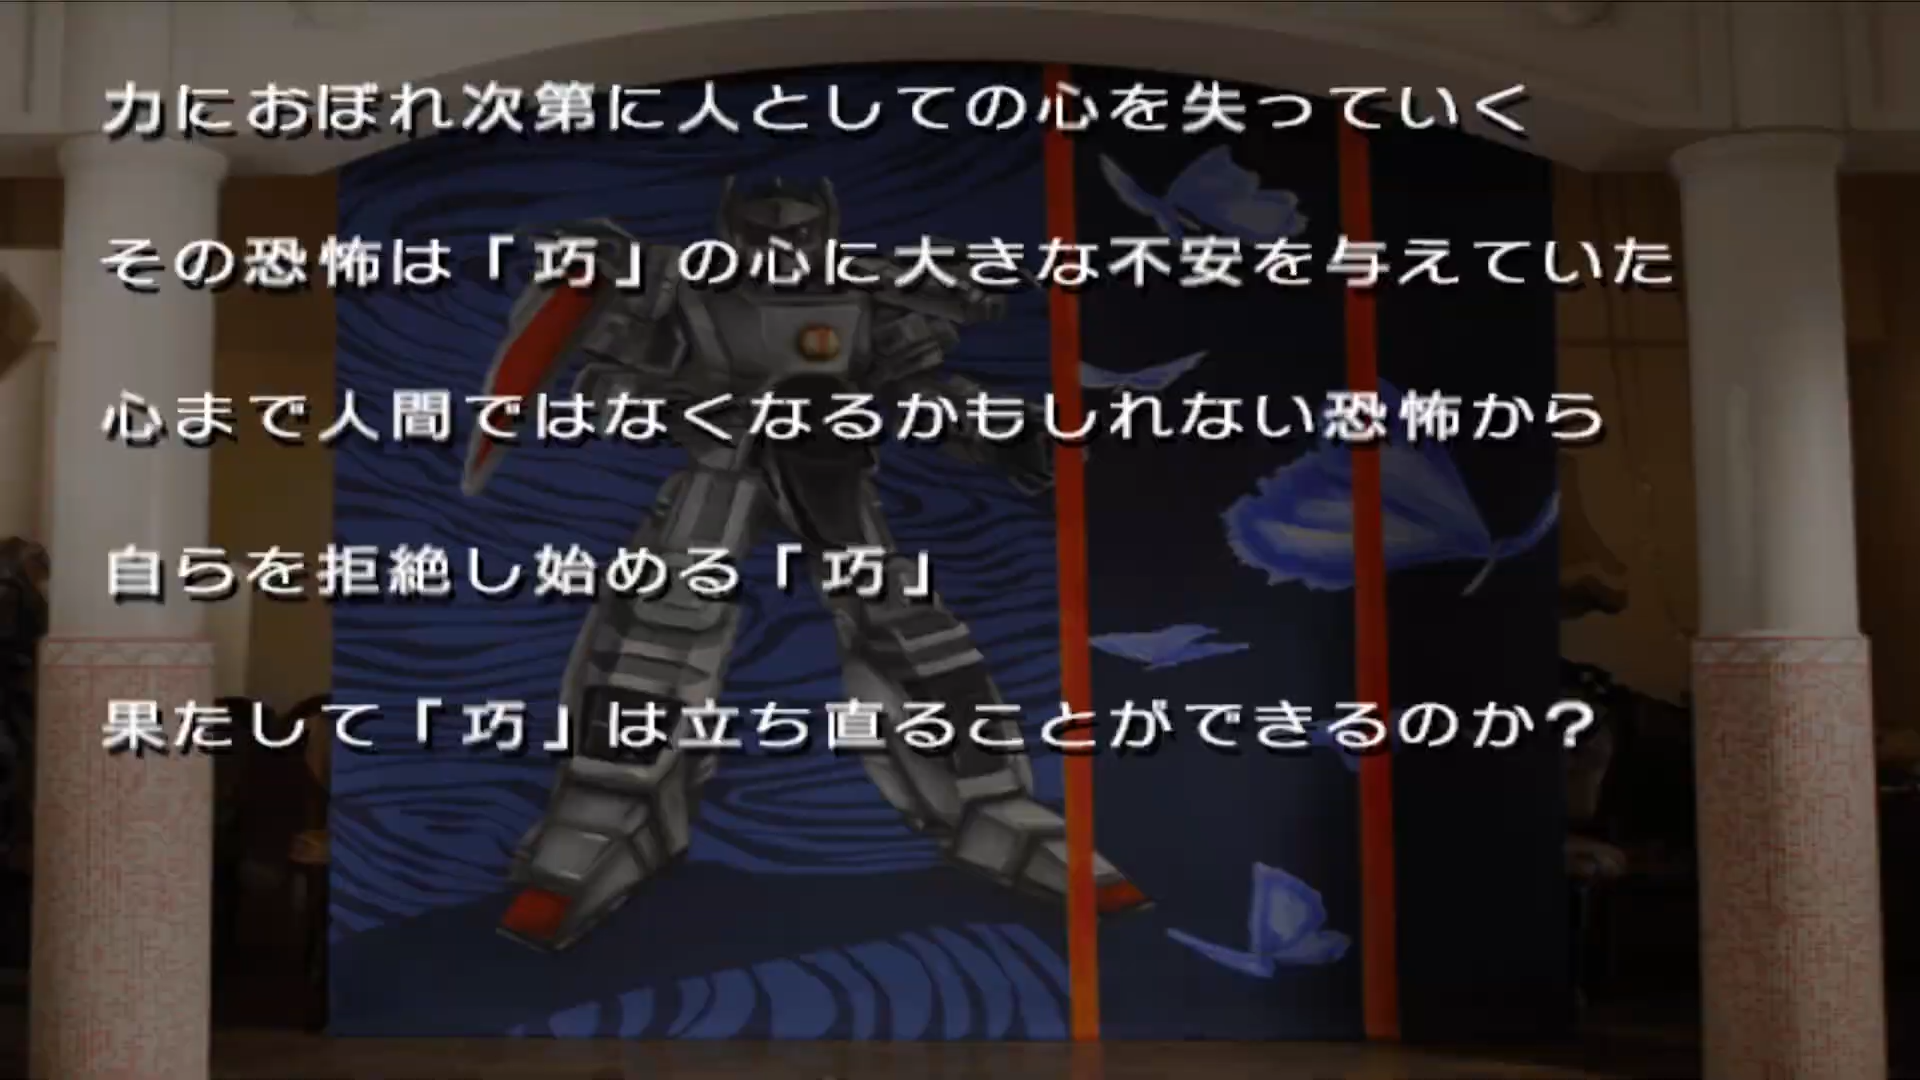 力におぼれ次第に人としての心を失っていく
その恐怖は「巧」の心に大きな不安を与えていた
心まで人間ではなくなるかもしれない恐怖から
自らを拒絶し始める「巧」
果たして「巧」は立ち直ることができるのか？